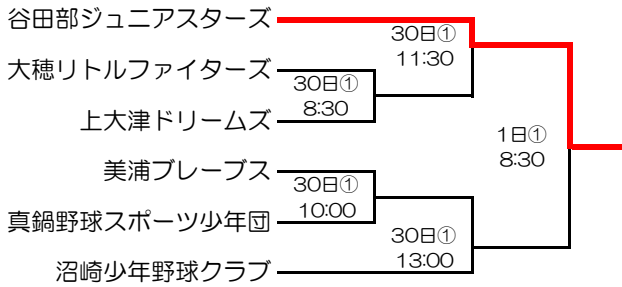 谷田部ジュニアスターズ
30日①
11:30
大穂リトルファイターズ
30日①
8:30
上大津ドリームズ
1日①
8:30
美浦ブレーブス
30日①
10:00
真鍋野球スポーツ少年団
30日①
13:00
沼崎少年野球クラブ